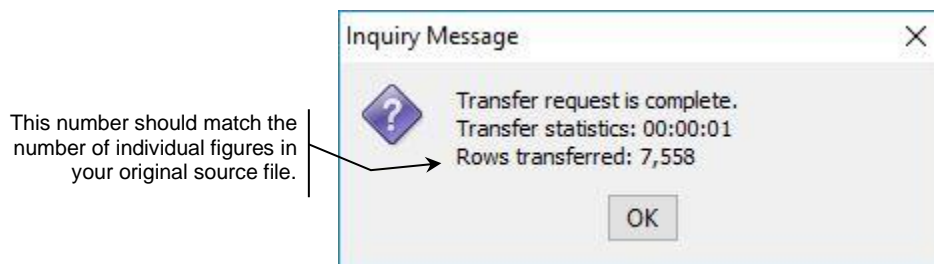 Inquiry Message
Transfer request is complete.
Transfer statistics: 00:00:01
Rows transferred: 7,558
OK
This number should match the
number of individual figures in
your original source file.